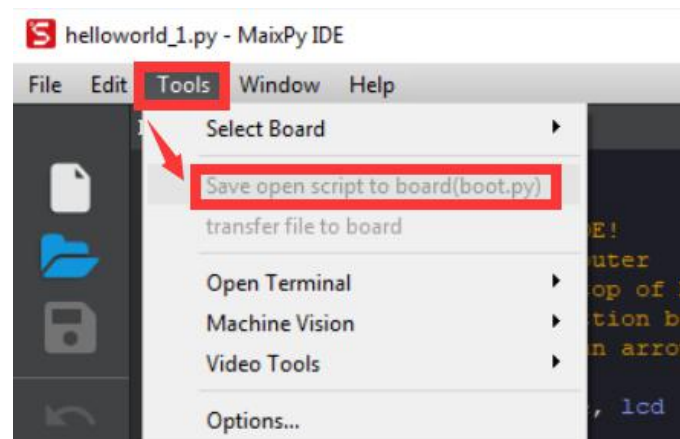 helloworld_1.py - MaixPy IDE
File Edit Tools Window Help
Select Board
Save open script to board(boot.py)
transfer file to board
E!
uter
op of
tion b
n arro
Open Terminal
Machine Vision
Video Tools
, lcd
Options...